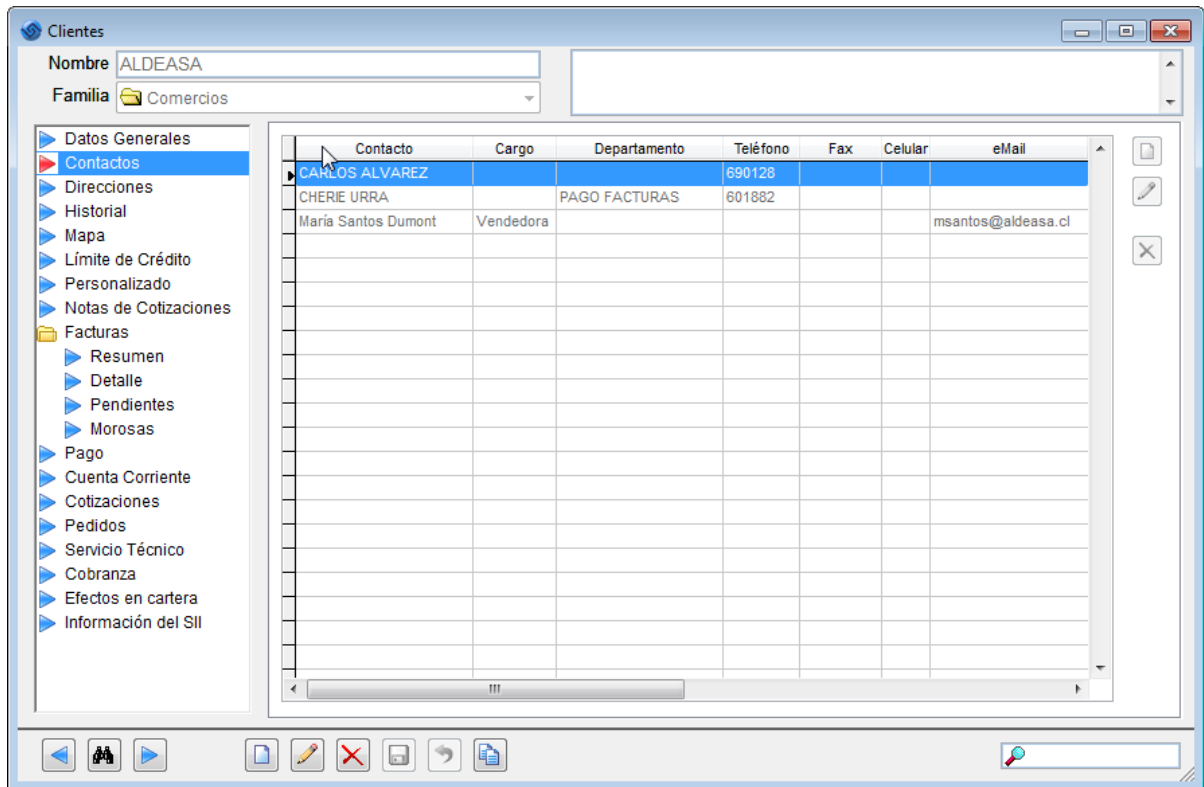 Clientes
Nombre ALDEASA
Familia Comercios
Datos Generales
Contactos
Direcciones
Historial
Mapa
Límite de Crédito
Personalizado
Notas de Cotizaciones
Facturas
Resumen
Detalle
Pendientes
Morosas
Pago
Cuenta Corriente
Cotizaciones
Pedidos
Servicio Técnico
Cobranza
Efectos en cartera
Información del SII
Contacto Cargo Departamento Teléfono Fax Celular eMail
CARLOS ALVAREZ 690128
CHERIE URRA PAGO FACTURAS 601882
María Santos Dumont Vendedora msantos@aldeasa.cl